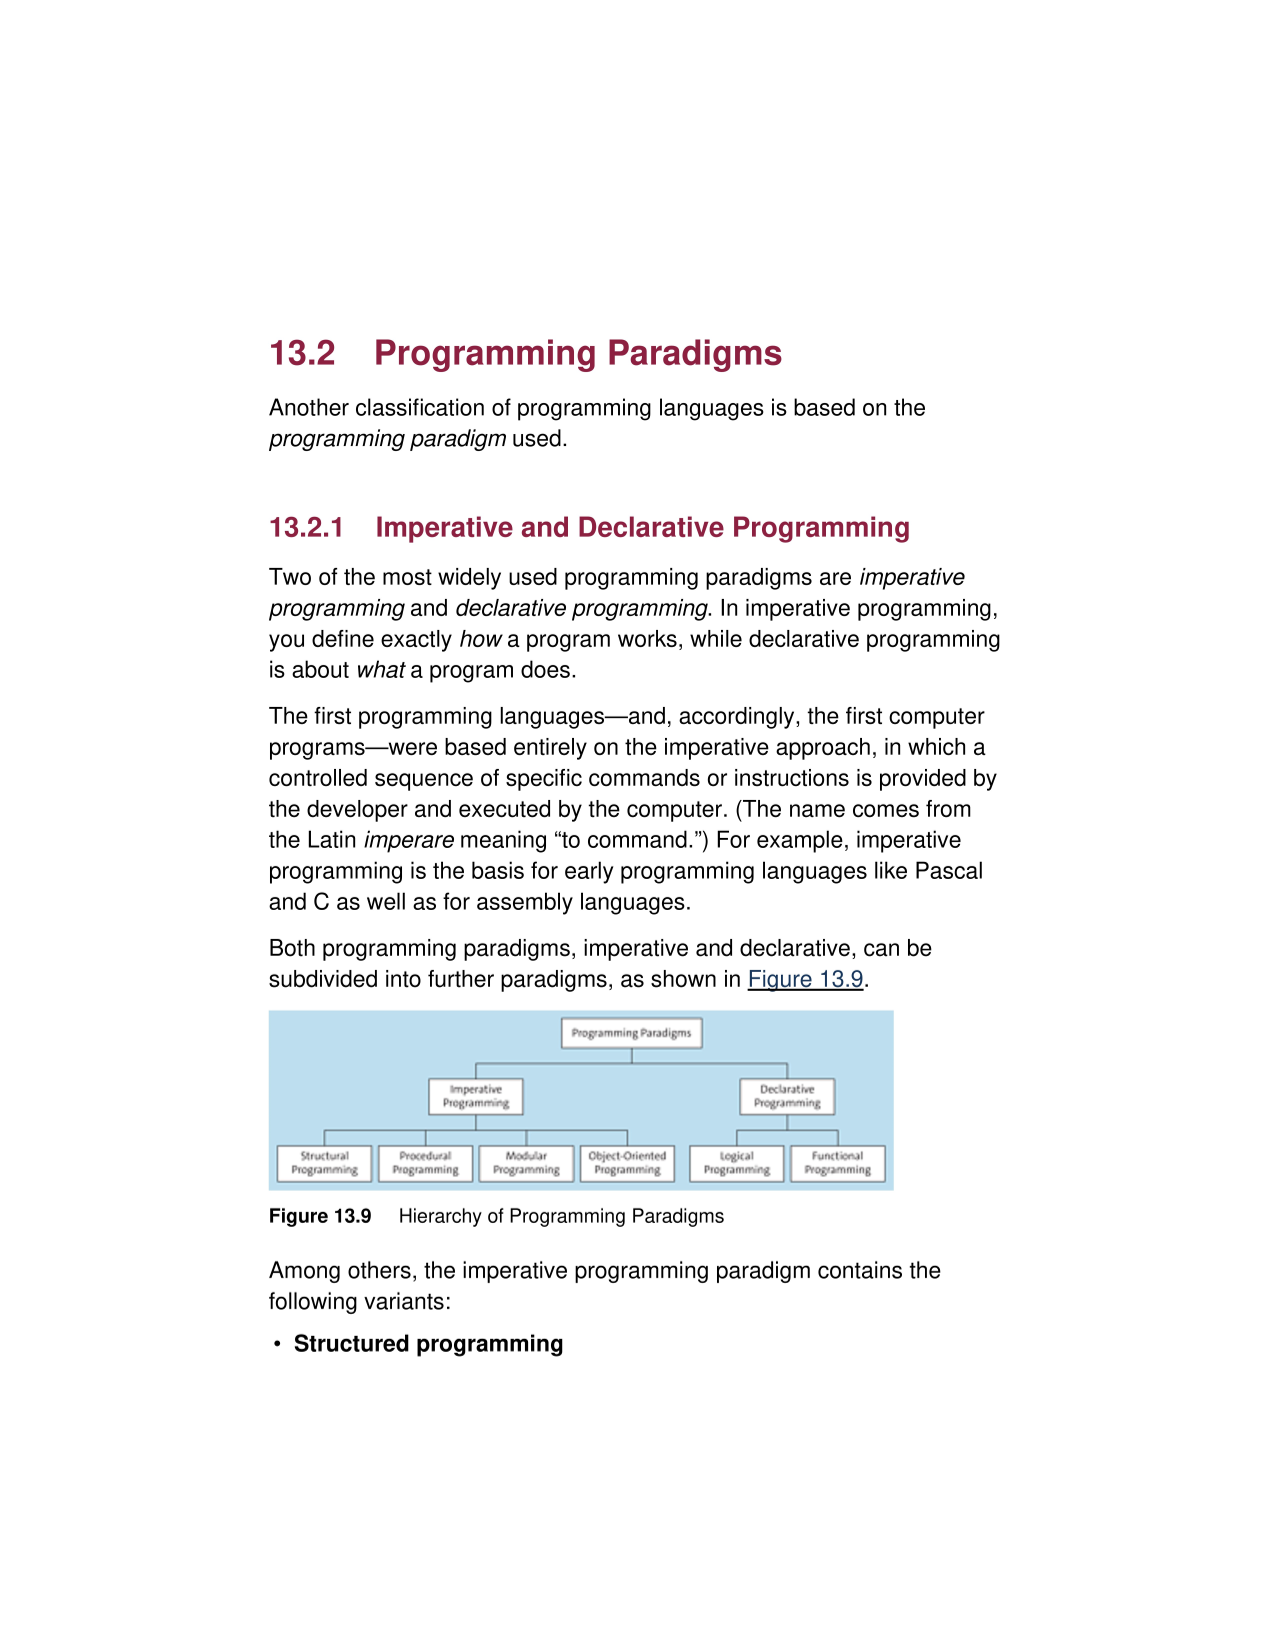 13.2 Programming Paradigms
Another classification of programming languages is based on the
programming paradigm used.
13.2.1 Imperative and Declarative Programming
Two of the most widely used programming paradigms are imperative
programming and declarative programming. In imperative programming,
you define exactly how a program works, while declarative programming
is about what a program does.
The first programming languages—and, accordingly, the first computer
programs—were based entirely on the imperative approach, in which a
controlled sequence of specific commands or instructions is provided by
the developer and executed by the computer. (The name comes from
the Latin imperare meaning “to command.”) For example, imperative
programming is the basis for early programming languages like Pascal
and C as well as for assembly languages.
Both programming paradigms, imperative and declarative, can be
subdivided into further paradigms, as shown in Figure 13.9.
Programming Paradigms
Imperative
Programming
Declarative
Programming
Structural
Programming
Procedural
Programming
Modular
Programming
Object-Oriented
Programming
Logical
Programming
Functional
Programming
Figure 13.9 Hierarchy of Programming Paradigms
Among others, the imperative programming paradigm contains the
following variants:
• Structured programming